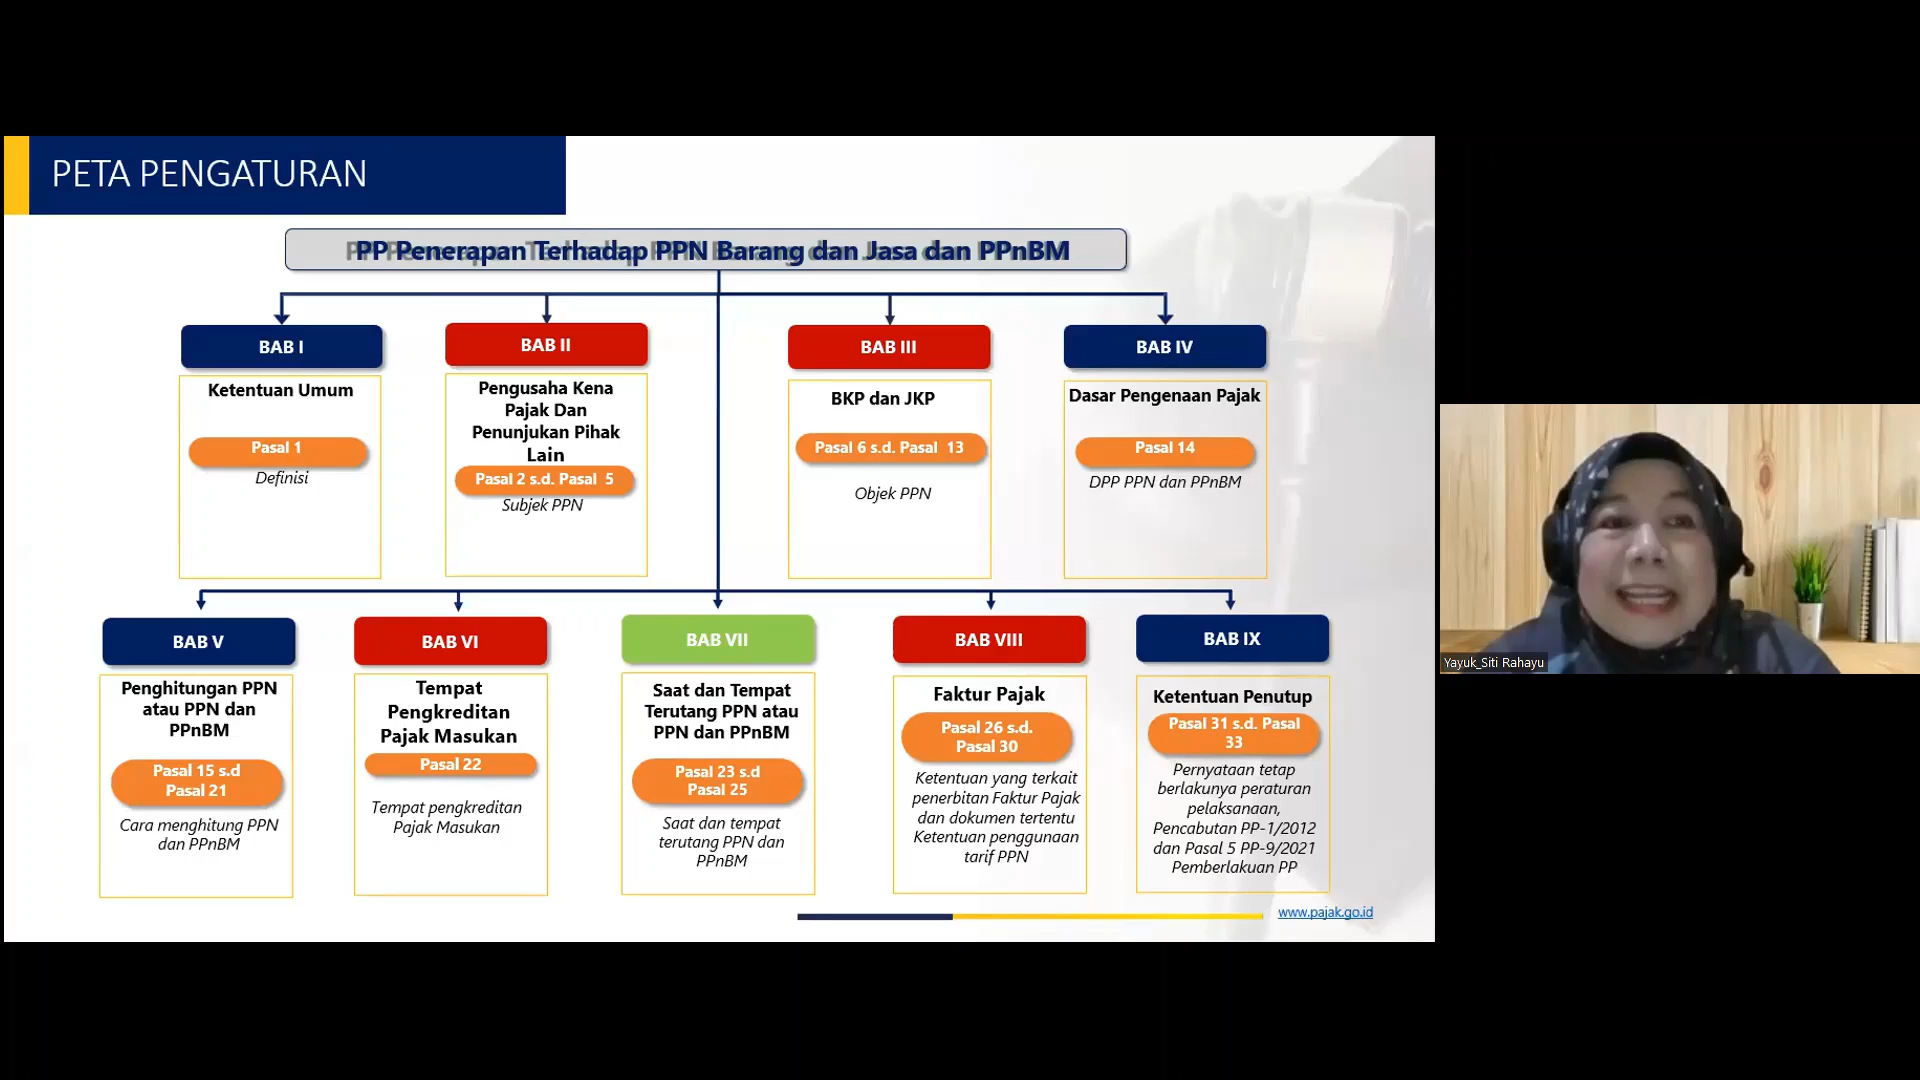 PETA PENGATURAN
PP Penerapan Terhadap PPN Barang dan Jasa dan PPnBM
BAB I
Ketentuan Umum
Pasal 1
Definisi
BAB II
Pengusaha Kena
Pajak Dan
Penunjukan Pihak
Lain
Pasal 2 s.d. Pasal 5
Subjek PPN
BAB III
BKP dan JKP
Pasal 6 s.d. Pasal 13
Objek PPN
BAB IV
Dasar Pengenaan Pajak
Pasal 14
DPP PPN dan PPnBM
BAB V
Penghitungan PPN
atau PPN dan
PPnBM
Pasal 15 s.d
Pasal 21
Cara menghitung PPN
dan PPnBM
BAB VI
Tempat
Pengkreditan
Pajak Masukan
Pasal 22
Tempat pengkreditan
Pajak Masukan
BAB VII
Saat dan Tempat
Terutang PPN atau
PPN dan PPnBM
Pasal 23 s.d
Pasal 25
Saat dan tempat
terutang PPN dan
PPnBM
BAB VIII
Faktur Pajak
Pasal 26 s.d.
Pasal 30
Ketentuan yang terkait
penerbitan Faktur Pajak
dan dokumen tertentu
Ketentuan penggunaan
tarif PPN
BAB IX
Ketentuan Penutup
Pasal 31 s.d. Pasal
33
Pernyataan tetap
berlakunya peraturan
pelaksanaan,
Pencabutan PP-1/2012
dan Pasal 5 PP-9/2021
Pemberlakuan PP
www.pajak.go.id
Yayuk_Siti Rahayu